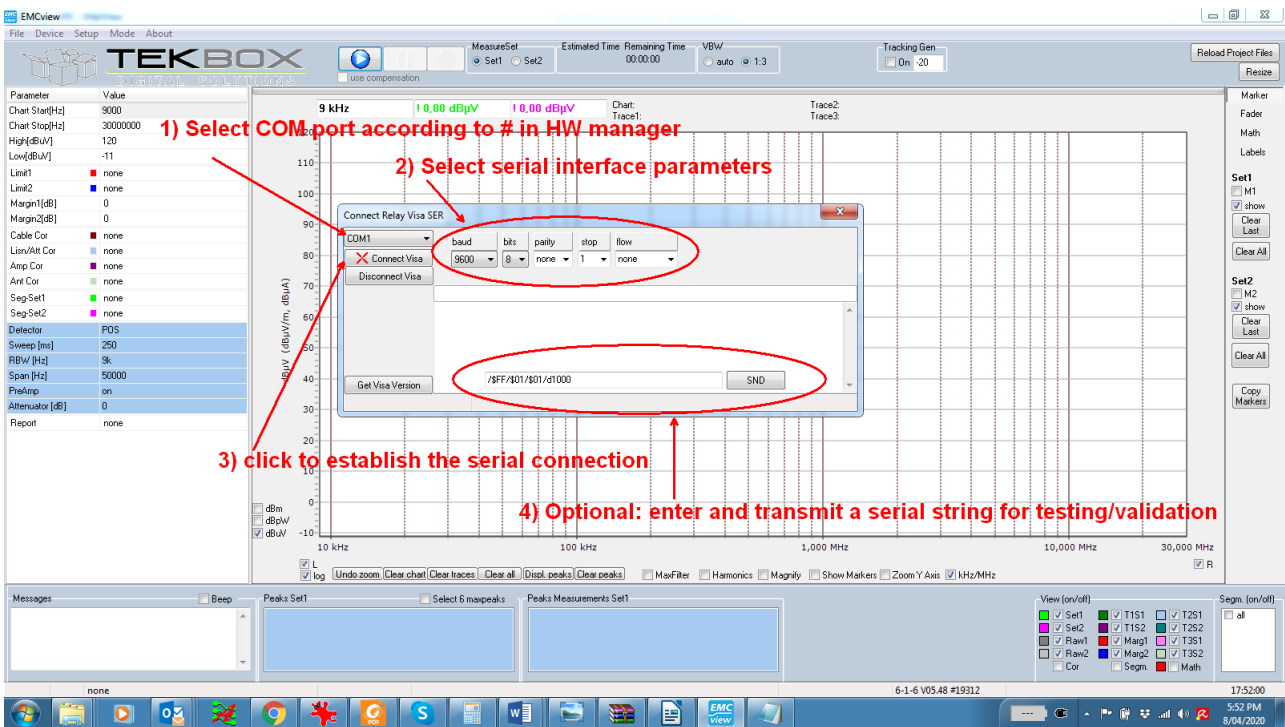 EMCview
File Device Setup Mode About
TEKBOX
DIGITAL SOLUTIONS
use compensation
MeasureSet
Set1 Set2
Estimated Time Remaining Time
00:00:00
VBW
auto 1:3
Tracking Gen
On -20
Reload Project Files
Resize
Parameter Value
Chart Start[Hz] 9000
Chart Stop[Hz] 30000000
High[dBuV] 120
Low[dBuV] -11
Limit1 none
Limit2 none
Margin1[dB] 0
Margin2[dB] 0
Cable Cor none
Lisn/Att Cor none
Amp Cor none
Ant Cor none
Seg-Set1 none
Seg-Set2 none
Detector POS
Sweep [ms] 250
RBW [Hz] 9k
Span [Hz] 50000
PreAmp on
Attenuator [dB] 0
Report none
9 kHz ! 0,00 dBµV ! 0,00 dBµV
Chart: Trace2:
Trace1: Trace3:
1) Select COM port according to # in HW manager
2) Select serial interface parameters
Connect Relay Visa SER
COM1
Connect Visa
Disconnect Visa
baud bits parity stop flow
9600 8 none 1 none
Get Visa Version
/$FF/$01/$01/d1000
SND
3) click to establish the serial connection
4) Optional: enter and transmit a serial string for testing/validation
dBµV (dBµV/m, dBµA)
120
110
100
90
80
70
60
50
40
30
20
10
0
-10
dBm
dBpW
dBuV
10 kHz 100 kHz 1,000 MHz 10,000 MHz 30,000 MHz
L
log
R
Undo zoom Clear chart Clear traces Clear all Displ. peaks Clear peaks MaxFilter Harmonics Magnify Show Markers Zoom Y Axis kHz/MHz
Marker
Fader
Math
Labels
Set1
M1
show
Clear Last
Clear All
Set2
M2
show
Clear Last
Clear All
Copy Markers
Messages Beep
Peaks Set1 Select 6 maxpeaks
Peaks Measurements Set1
View (on/off)
Set1 T1S1 T2S1
Set2 T1S2 T2S2
Raw1 Marg1 T3S1
Raw2 Marg2 T3S2
Cor Segm. Math
Segm. (on/off)
all
none
6-1-6 V05.48 #19312
17:52:00
EMC view
5:52 PM
8/04/2020